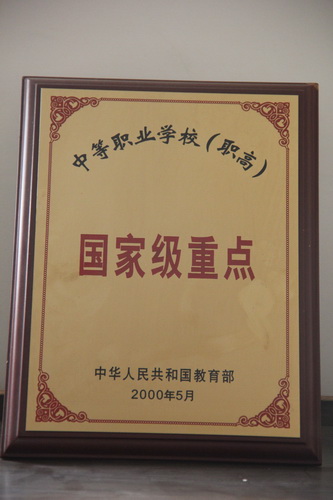 中等职业学校（职高）
国家级重点
中华人民共和国教育部
2000年5月